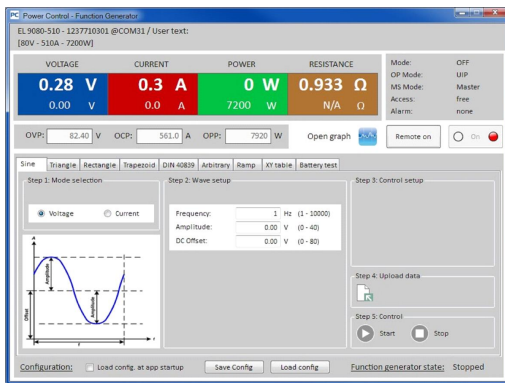 PC Power Control - Function Generator
EL 9080-510 - 1237710301 @COM31 / User text:
[80V - 510A - 7200W]
VOLTAGE CURRENT POWER RESISTANCE
0.28 V 0.3 A 0 W 0.933 Ω
0.00 V 0.0 A 7200 W N/A Ω
Mode: OFF
OP Mode: UIP
MS Mode: Master
Access: free
Alarm: none
OVP: 82.40 V OCP: 561.0 A OPP: 7920 W Open graph Remote on On
Sine Triangle Rectangle Trapezoid DIN 40839 Arbitrary Ramp XY table Battery test
Step 1: Mode selection
Voltage Current
Step 2: Wave setup
Frequency: 1 Hz (1 - 10000)
Amplitude: 0.00 V (0 - 40)
DC Offset: 0.00 V (0 - 80)
Step 3: Control setup
A
Amplitude
Amplitude
Offset
t
f
Step 4: Upload data
Step 5: Control
Start Stop
Configuration: Load config. at app startup Save Config Load config Function generator state: Stopped